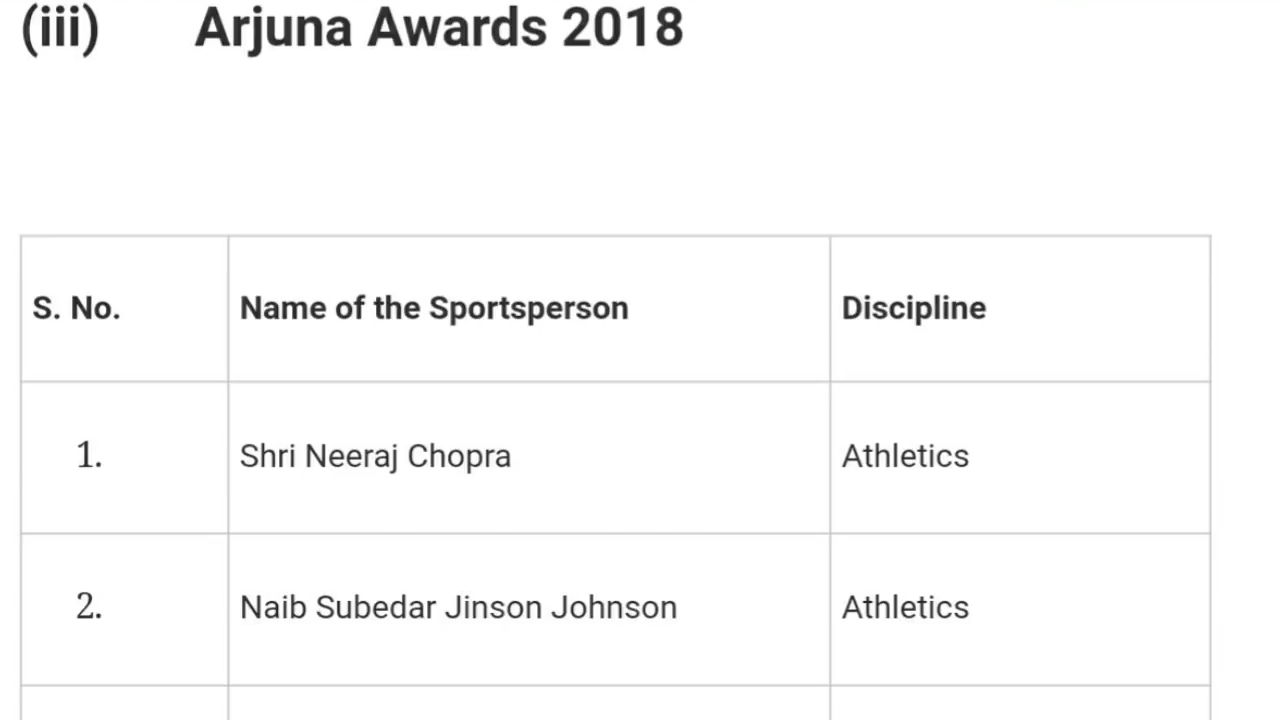 (iii) Arjuna Awards 2018
S. No. Name of the Sportsperson Discipline
1. Shri Neeraj Chopra Athletics
2. Naib Subedar Jinson Johnson Athletics